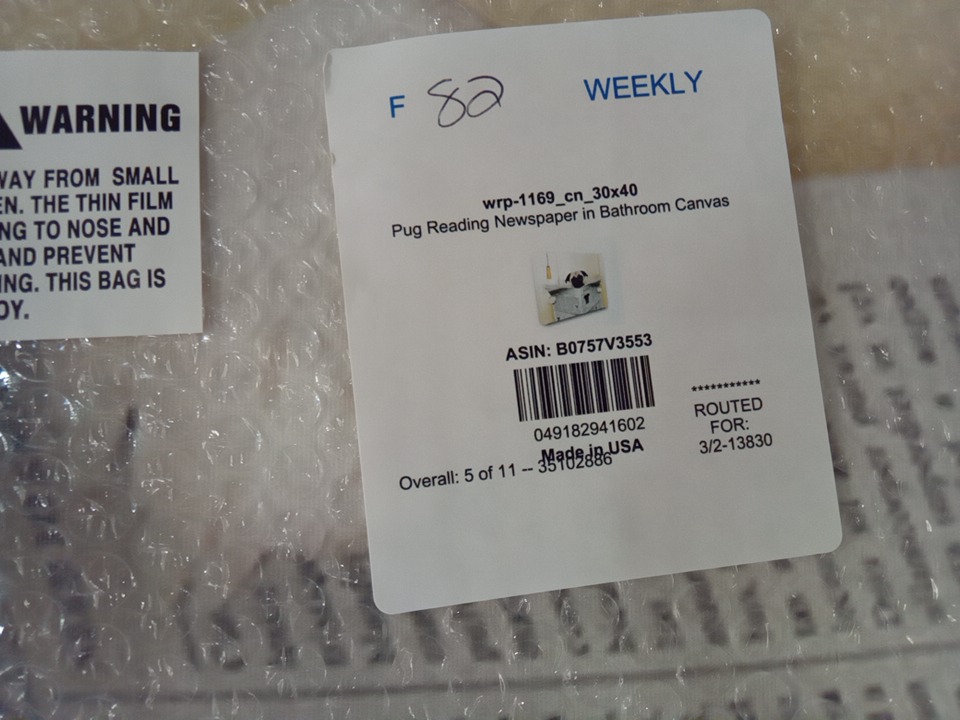 WARNING
WAY FROM SMALL
EN. THE THIN FILM
NG TO NOSE AND
AND PREVENT
ING. THIS BAG IS
OY.
F 82 WEEKLY
wrp-1169_cn_30x40
Pug Reading Newspaper in Bathroom Canvas
ASIN: B0757V3553
049182941602
Made in USA
Overall: 5 of 11 -- 35102886
***********
ROUTED
FOR:
3/2-13830